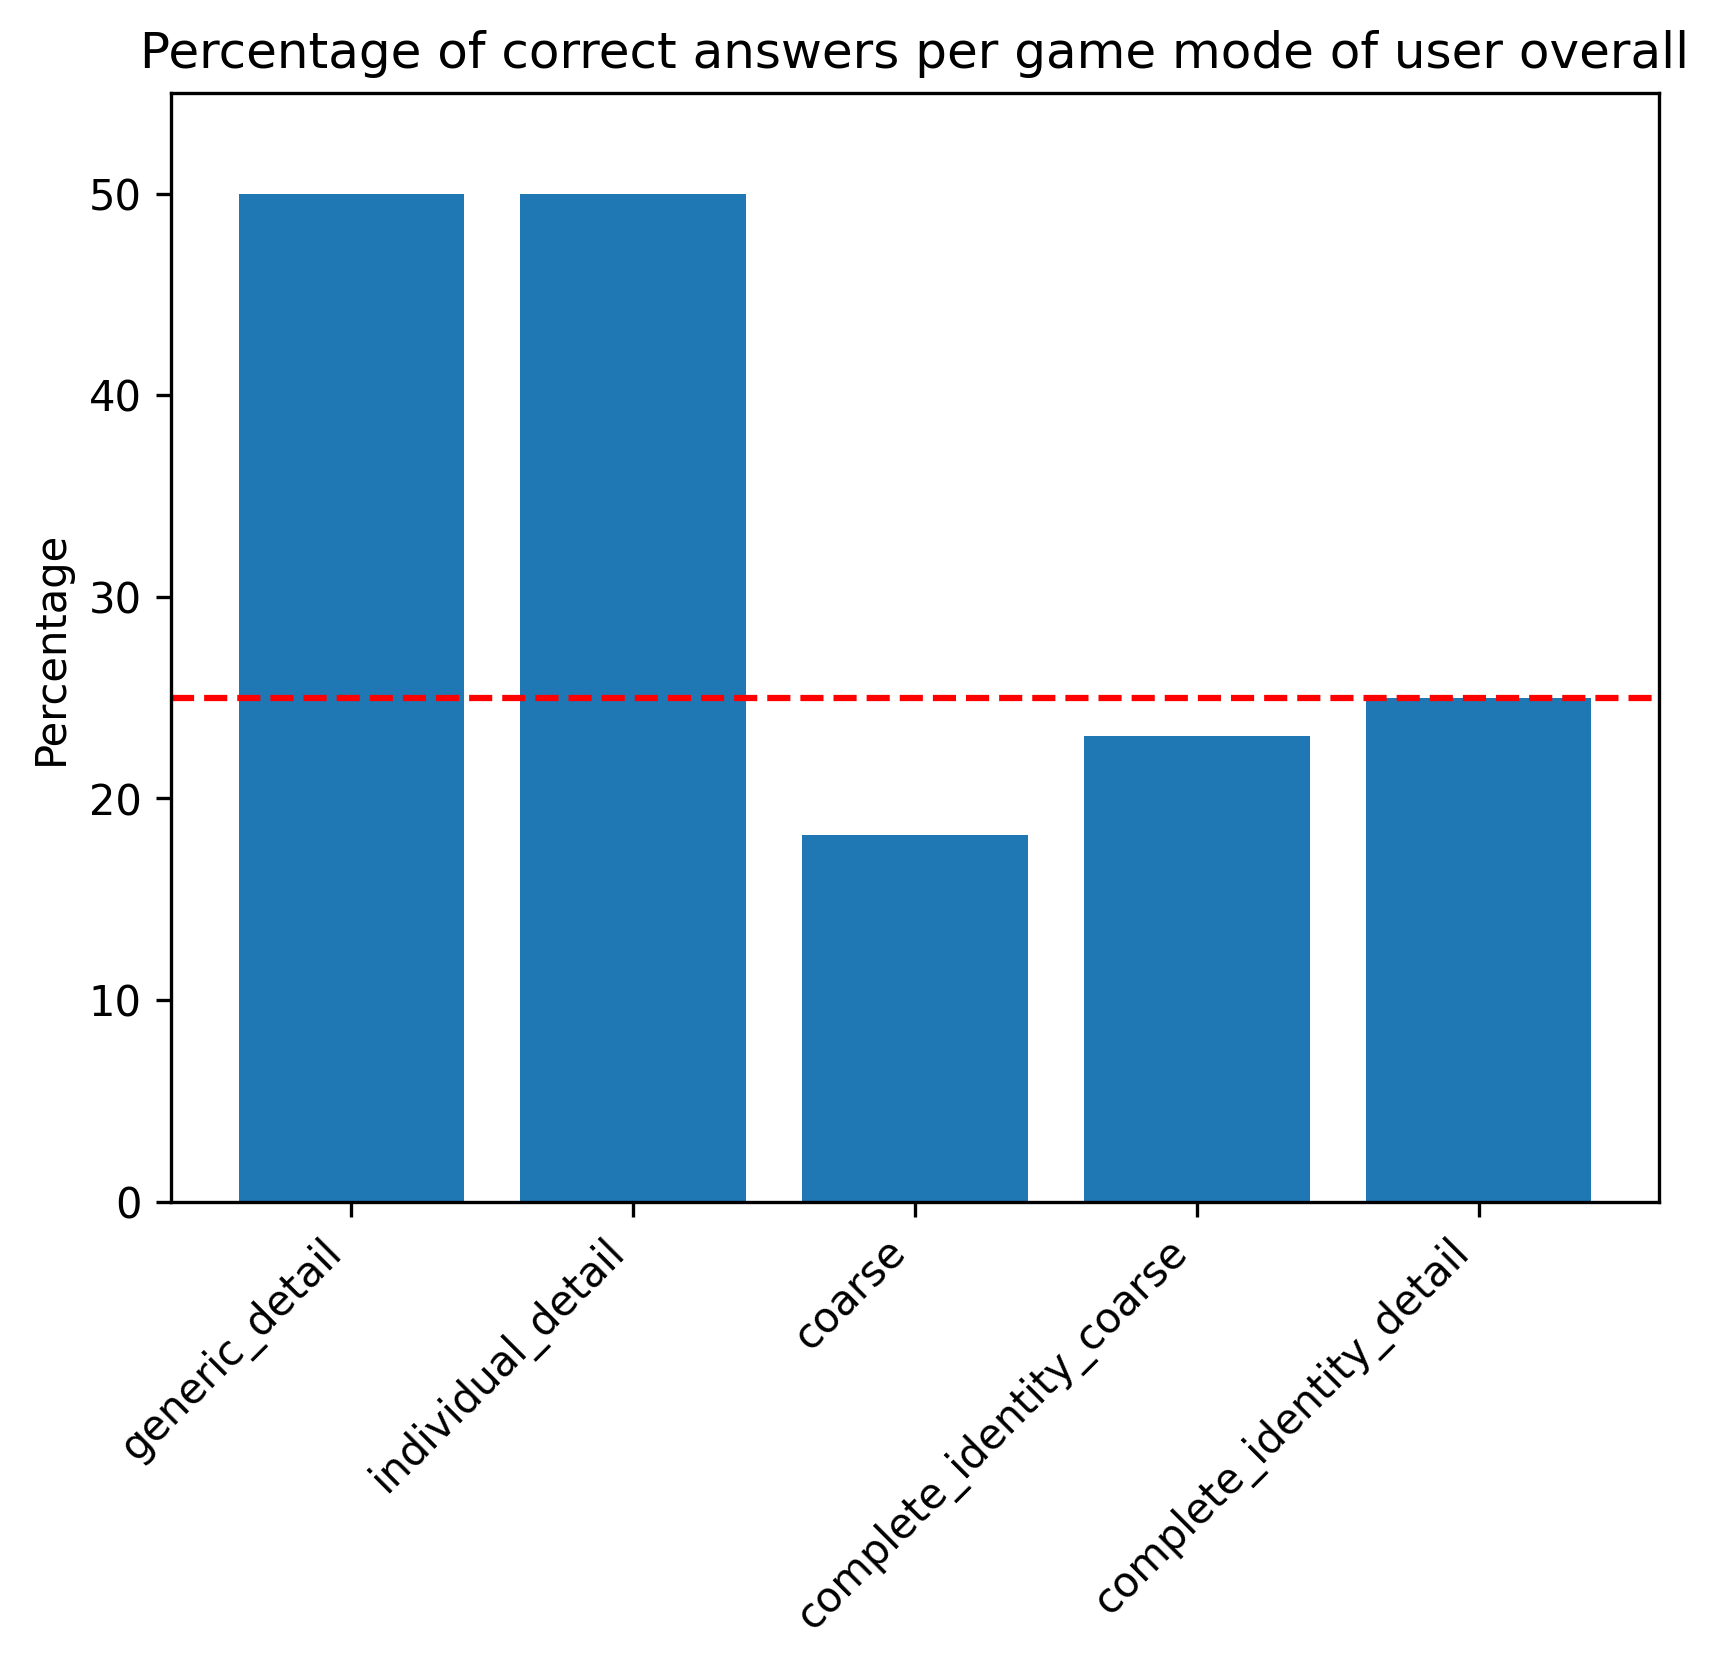 Percentage of correct answers per game mode of user overall
Percentage
50
40
30
20
10
0
generic_detail
individual_detail
coarse
complete_identity_coarse
complete_identity_detail